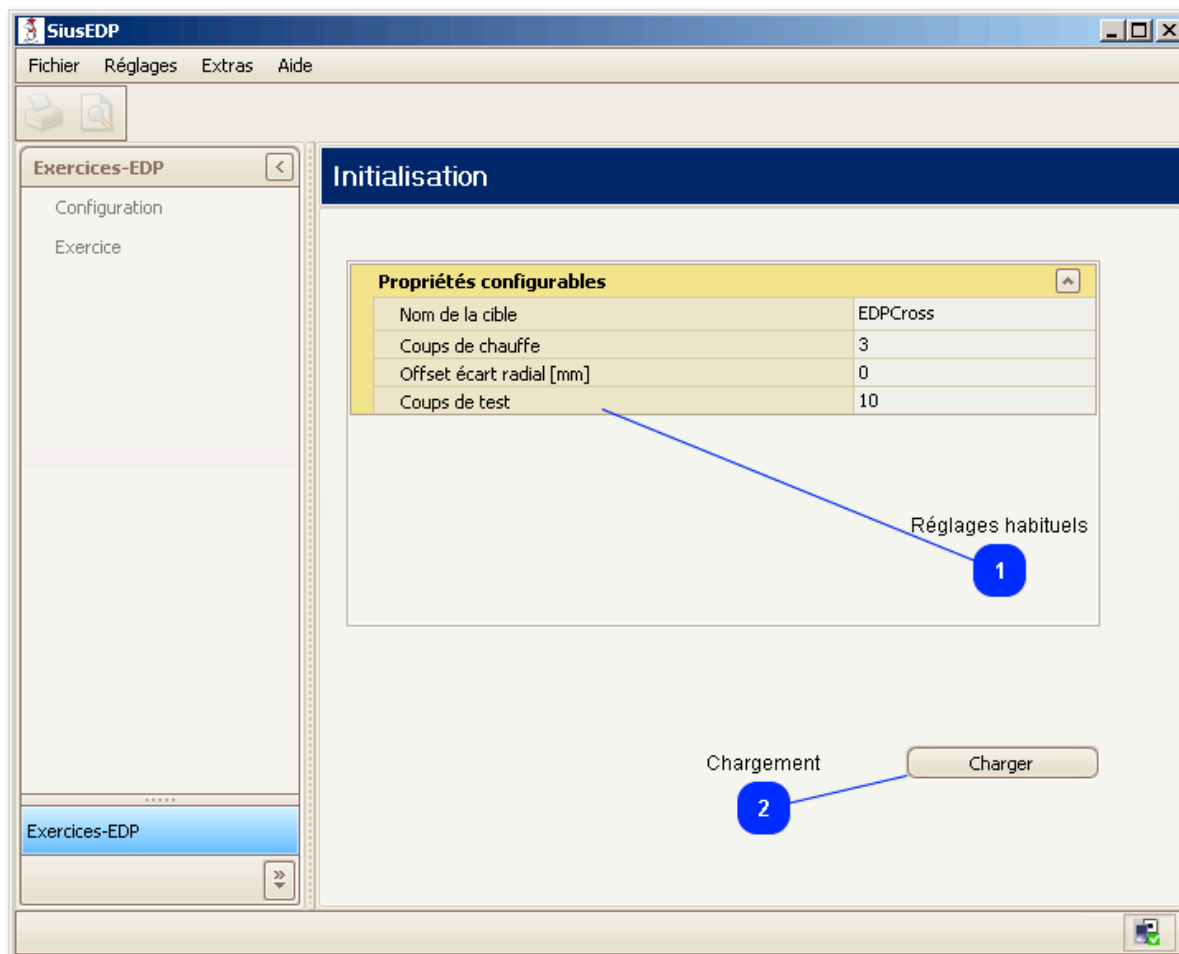 SiusEDP
Fichier Réglages Extras Aide
Exercices-EDP
Configuration
Exercice
Initialisation
Propriétés configurables
Nom de la cible EDPCross
Coups de chauffe 3
Offset écart radial [mm] 0
Coups de test 10
Réglages habituels
1
Chargement
2
Charger
Exercices-EDP